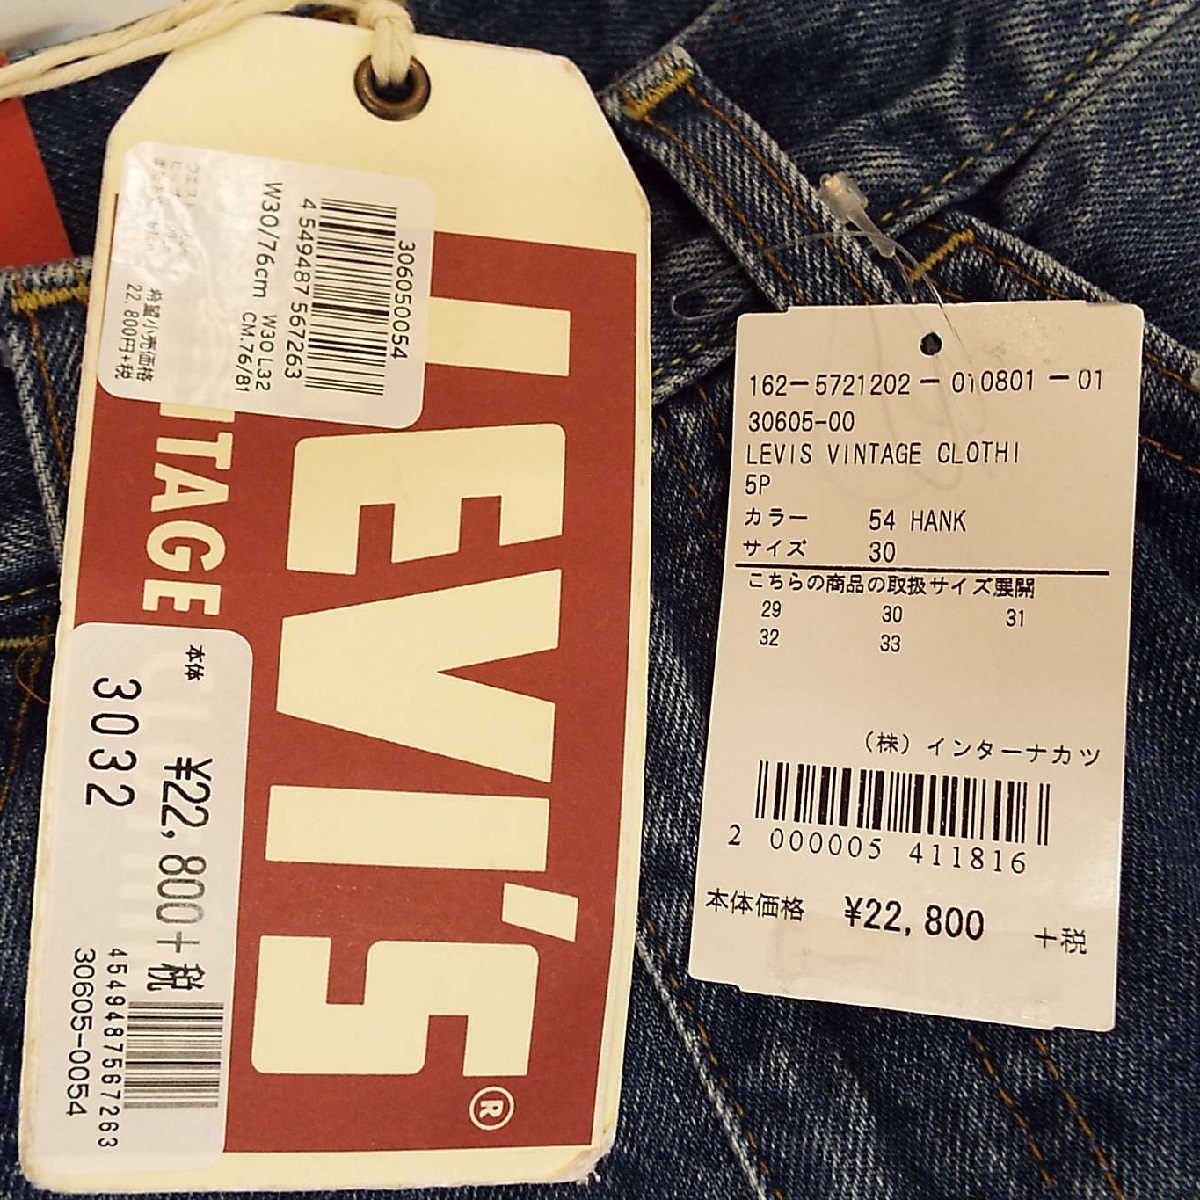 306050054
4 549487 567263
W30 L32
CM.76/81
W30/76cm
希望小売価格
22,800円+税
LEVI'S®
TAGE
本体
¥22,800+税
3032
4549487567263
30605-0054
162-5721202-010801-01
30605-00
LEVIS VINTAGE CLOTHI
5P
カラー 54 HANK
サイズ 30
こちらの商品の取扱サイズ展開
29 30 31
32 33
(株)インターナカツ
2 000005 411816
本体価格 ¥22,800 +税